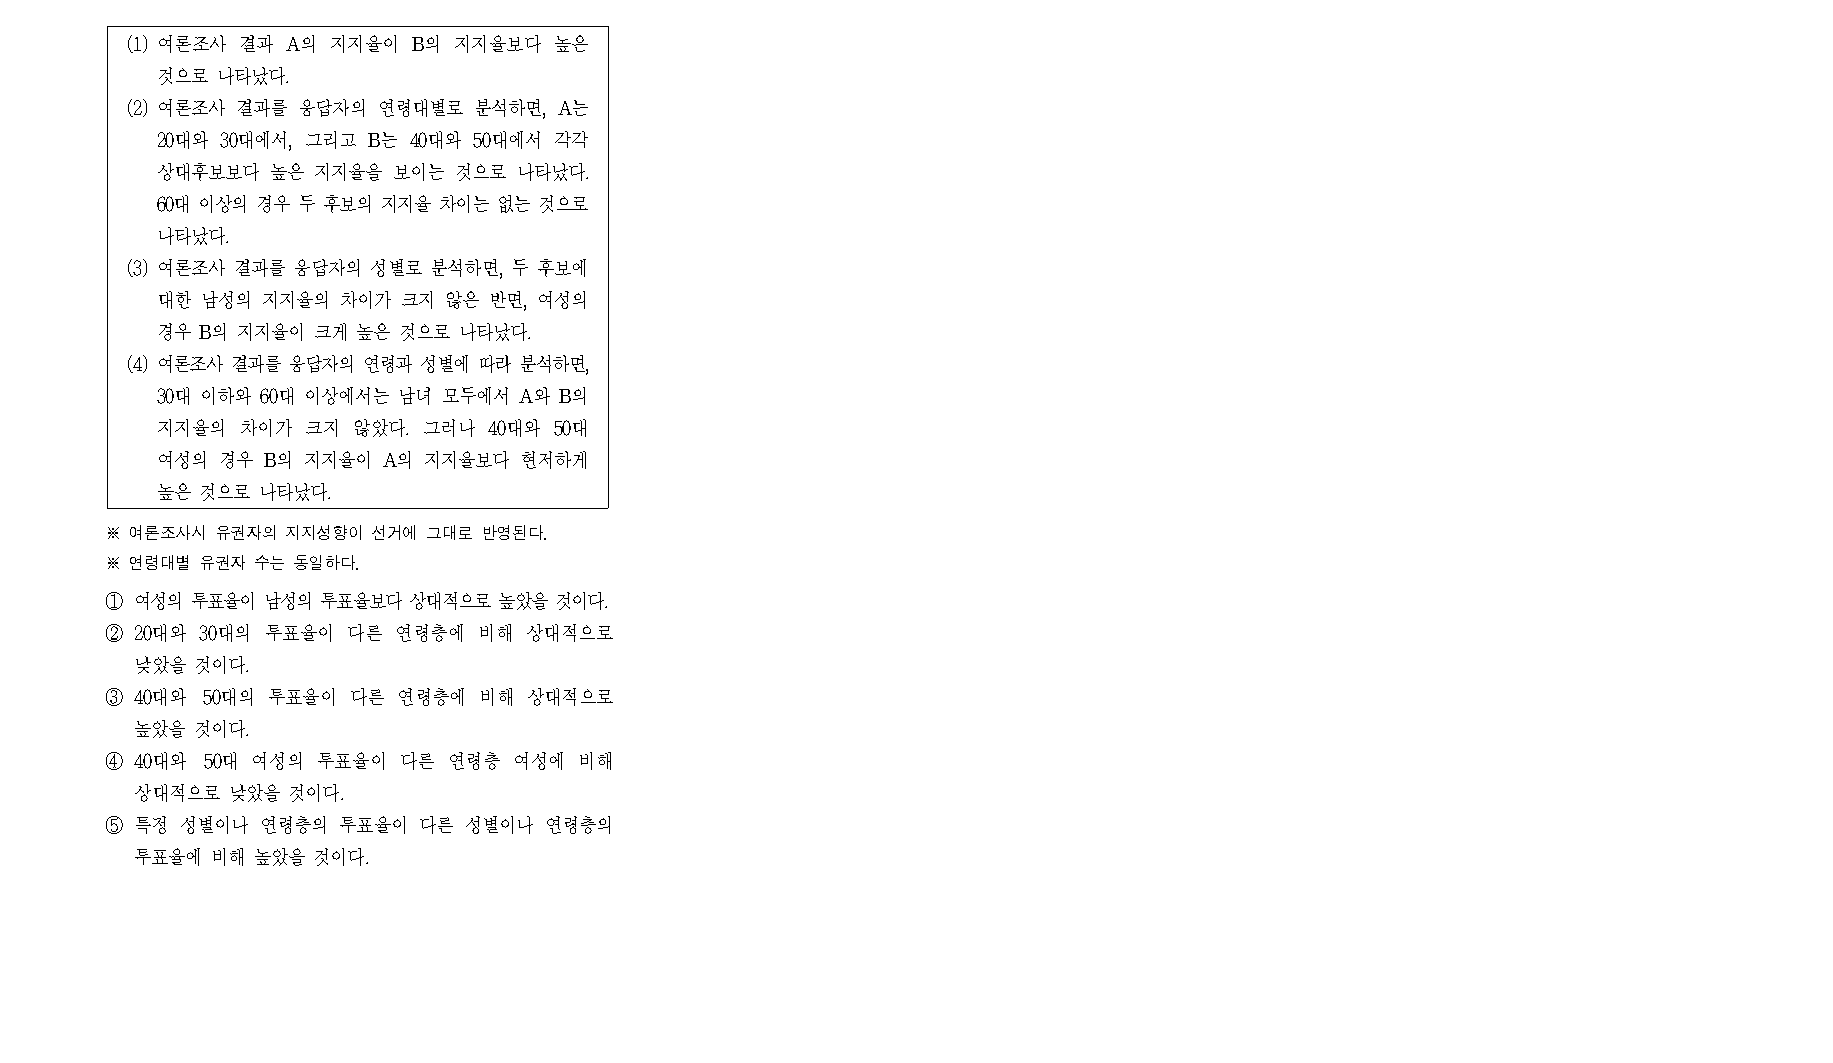 (1) 여론조사 결과 A의 지지율이 B의 지지율보다 높은
것으로 나타났다.
(2) 여론조사 결과를 응답자의 연령대별로 분석하면, A는
20대와 30대에서, 그리고 B는 40대와 50대에서 각각
상대후보보다 높은 지지율을 보이는 것으로 나타났다.
60대 이상의 경우 두 후보의 지지율 차이는 없는 것으로
나타났다.
(3) 여론조사 결과를 응답자의 성별로 분석하면, 두 후보에
대한 남성의 지지율의 차이가 크지 않은 반면, 여성의
경우 B의 지지율이 크게 높은 것으로 나타났다.
(4) 여론조사 결과를 응답자의 연령과 성별에 따라 분석하면,
30대 이하와 60대 이상에서는 남녀 모두에서 A와 B의
지지율의 차이가 크지 않았다. 그러나 40대와 50대
여성의 경우 B의 지지율이 A의 지지율보다 현저하게
높은 것으로 나타났다.
※ 여론조사시 유권자의 지지성향이 선거에 그대로 반영된다.
※ 연령대별 유권자 수는 동일하다.
① 여성의 투표율이 남성의 투표율보다 상대적으로 높았을 것이다.
② 20대와 30대의 투표율이 다른 연령층에 비해 상대적으로
낮았을 것이다.
③ 40대와 50대의 투표율이 다른 연령층에 비해 상대적으로
높았을 것이다.
④ 40대와 50대 여성의 투표율이 다른 연령층 여성에 비해
상대적으로 낮았을 것이다.
⑤ 특정 성별이나 연령층의 투표율이 다른 성별이나 연령층의
투표율에 비해 높았을 것이다.